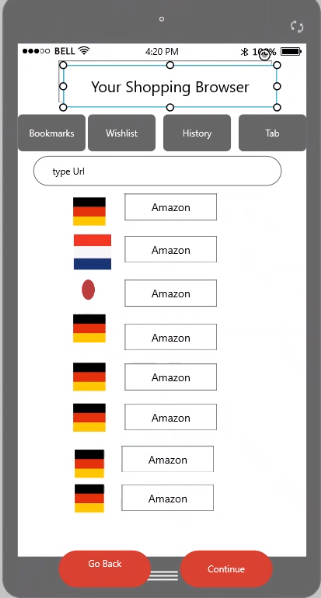 BELL 4:20 PM 100%
Your Shopping Browser
Bookmarks Wishlist History Tab
type Url
Amazon
Amazon
Amazon
Amazon
Amazon
Amazon
Amazon
Amazon
Go Back Continue